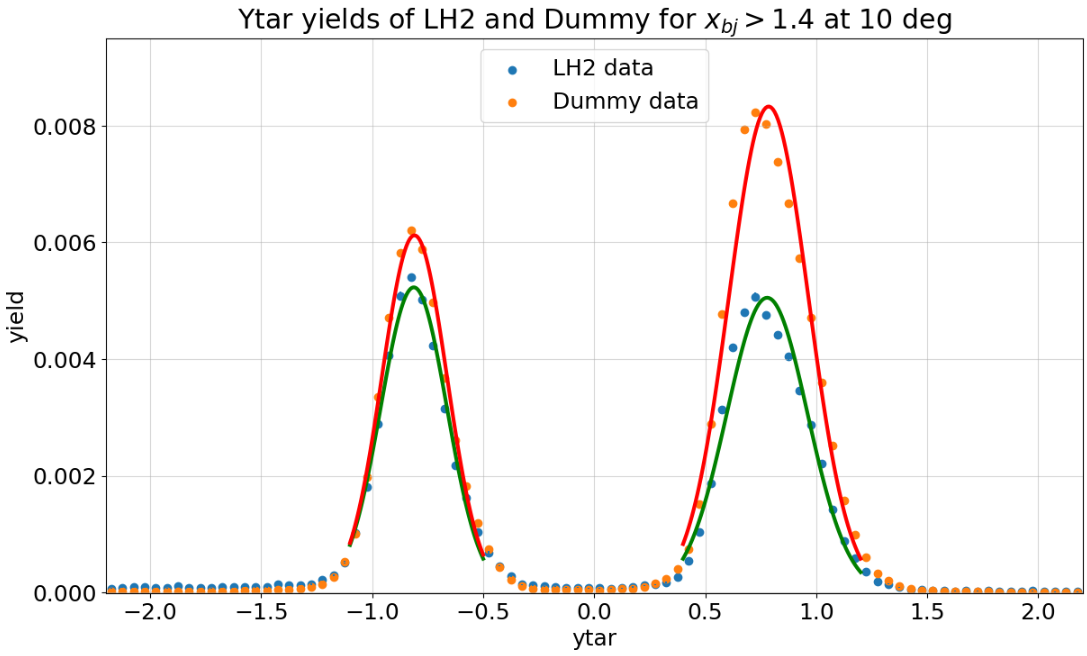 Ytar yields of LH2 and Dummy for x_{bj} > 1.4 at 10 deg
LH2 data
Dummy data
yield
0.008
0.006
0.004
0.002
0.000
−2.0 −1.5 −1.0 −0.5 0.0 0.5 1.0 1.5 2.0
ytar